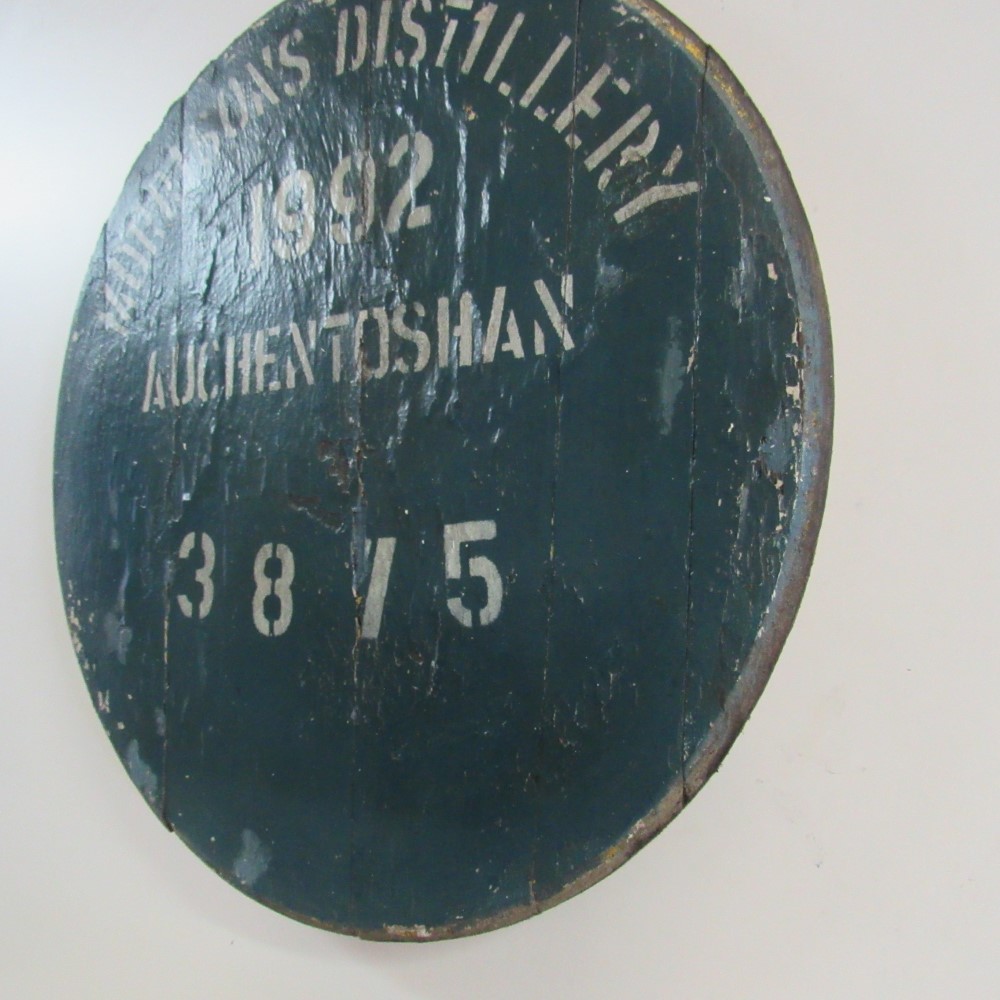 DISTILLERY
1992
AUCHENTOSHAN
3875